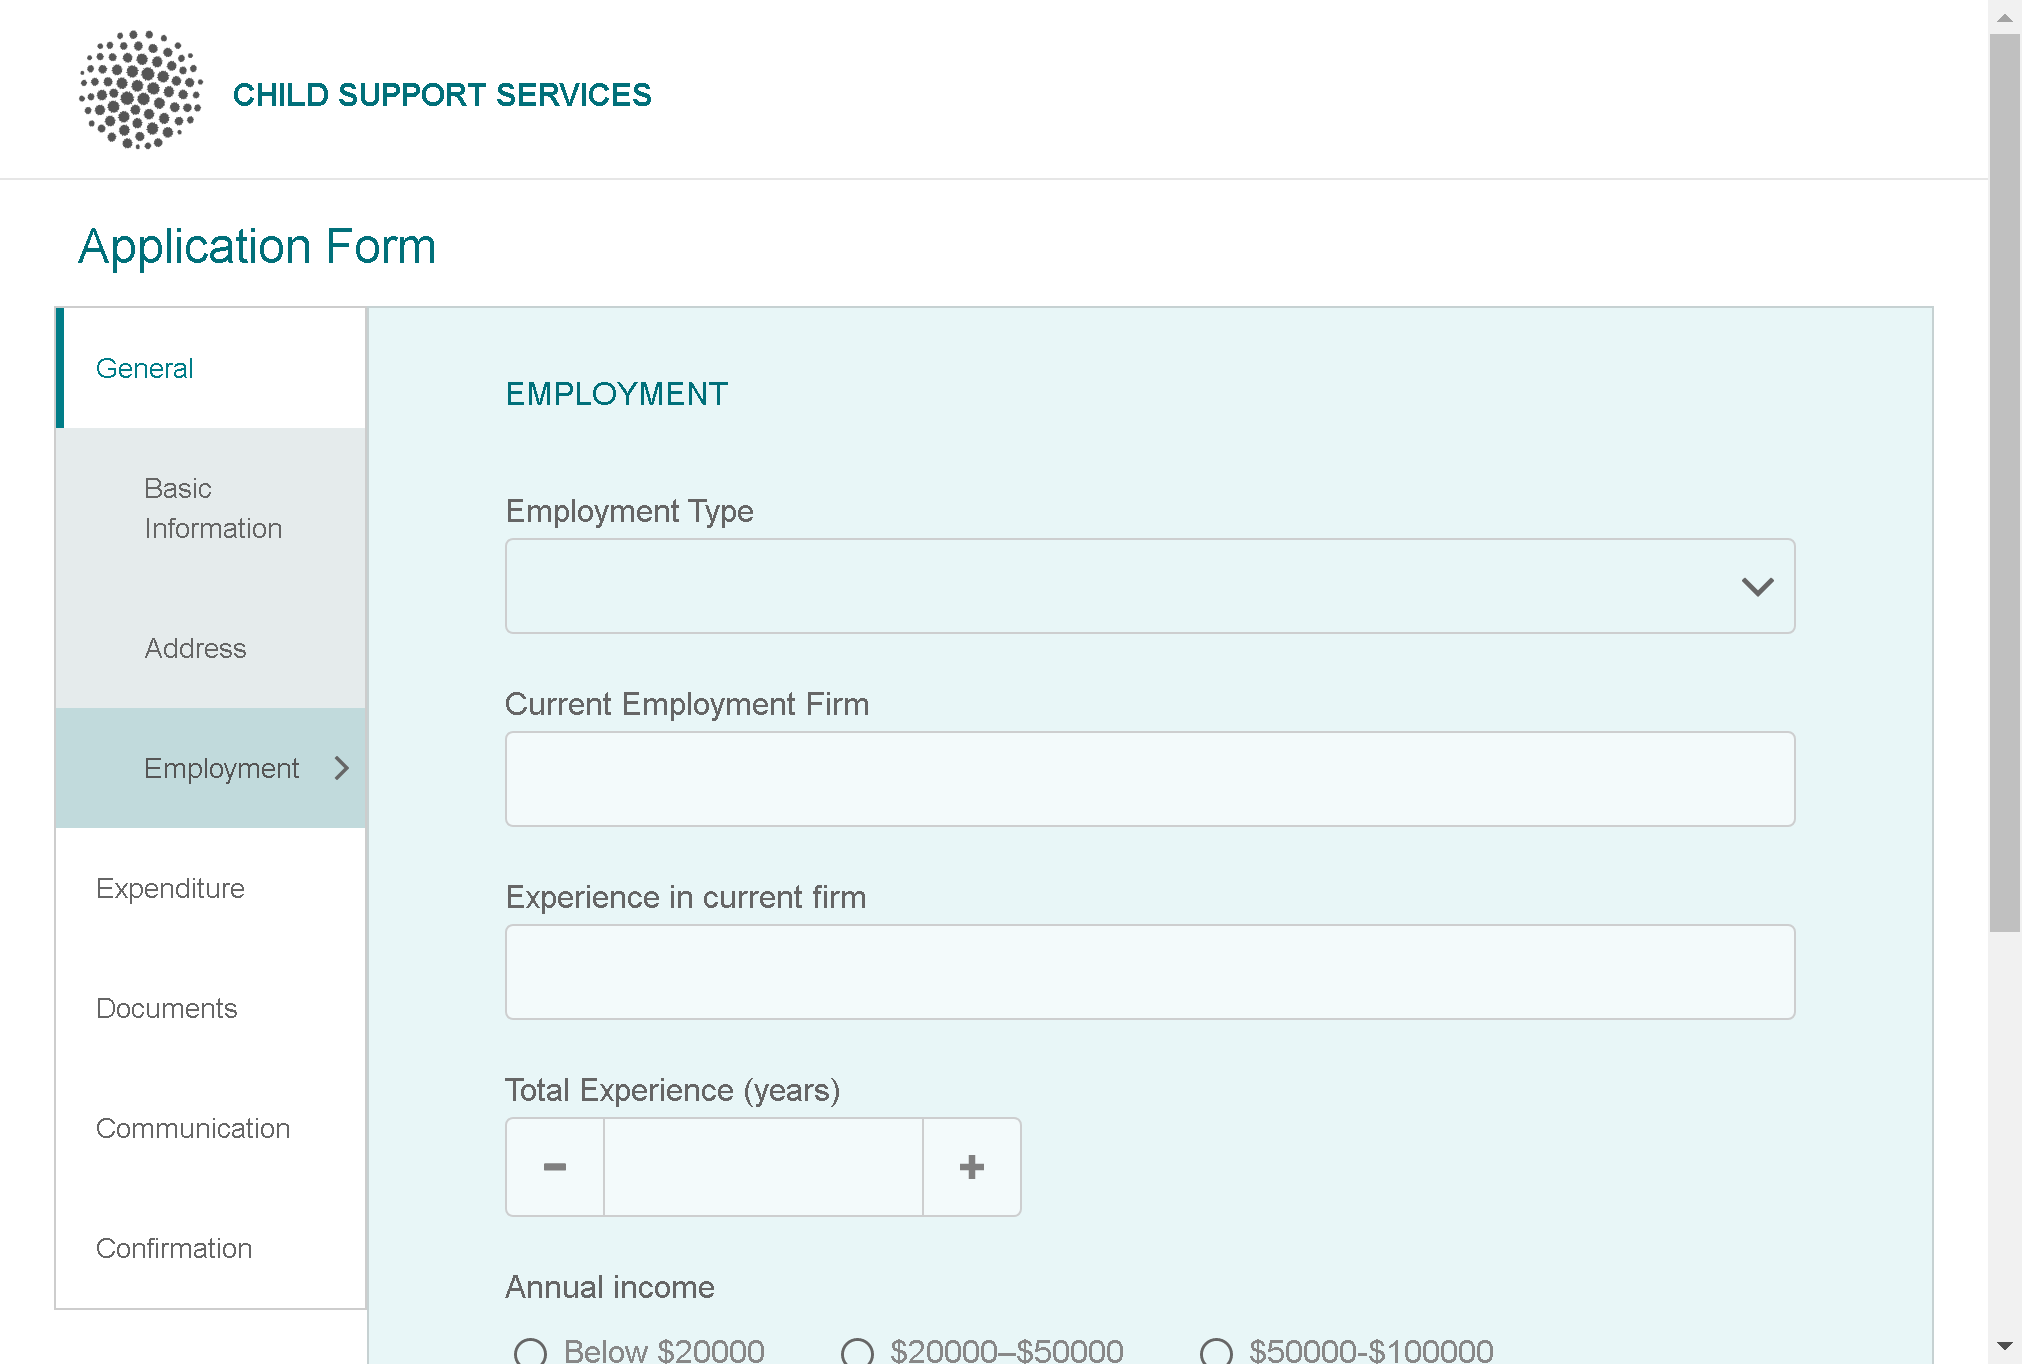 CHILD SUPPORT SERVICES
Application Form
General
Basic
Information
Address
Employment
Expenditure
Documents
Communication
Confirmation
EMPLOYMENT
Employment Type
Current Employment Firm
Experience in current firm
Total Experience (years)
Annual income
Below $20000 $20000–$50000 $50000-$100000